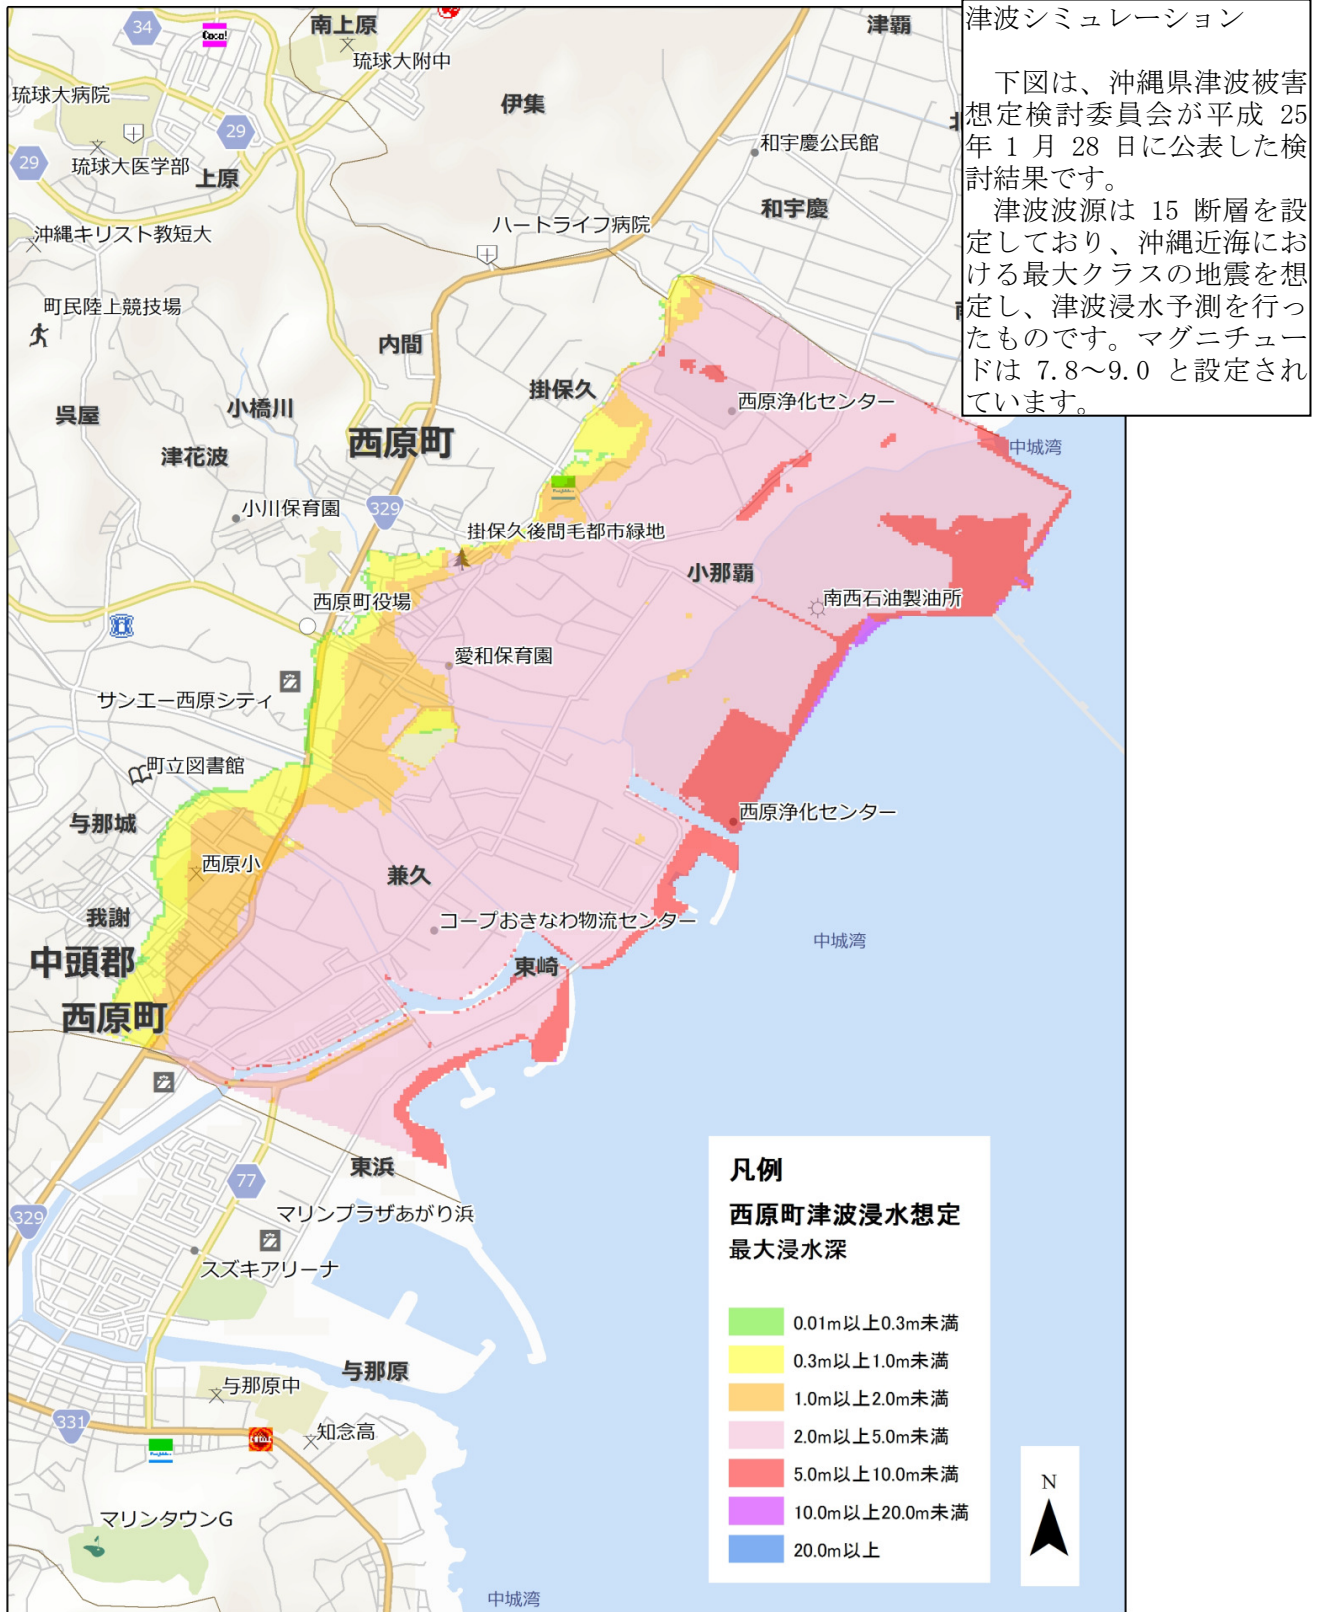 津波シミュレーション
下図は、沖縄県津波被害
想定検討委員会が平成 25
年 1 月 28 日に公表した検
討結果です。
津波波源は 15 断層を設
定しており、沖縄近海にお
ける最大クラスの地震を想
定し、津波浸水予測を行っ
たものです。マグニチュー
ドは 7.8～9.0 と設定され
ています。
34
南上原
琉球大附中
津覇
琉球大病院
伊集
29
和宇慶公民館
29
琉球大医学部
上原
和宇慶
沖縄キリスト教短大
ハートライフ病院
町民陸上競技場
内間
掛保久
呉屋
小橋川
西原浄化センター
津花波
西原町
中城湾
小川保育園
329
掛保久後間毛都市緑地
小那覇
西原町役場
南西石油製油所
愛和保育園
サンエー西原シティ
町立図書館
与那城
西原浄化センター
西原小
兼久
我謝
コープおきなわ物流センター
中城湾
中頭郡
東崎
西原町
東浜
77
マリンプラザあがり浜
329
スズキアリーナ
与那原
与那原中
331
知念高
マリンタウンG
中城湾
凡例
西原町津波浸水想定
最大浸水深
0.01m以上0.3m未満
0.3m以上1.0m未満
1.0m以上2.0m未満
2.0m以上5.0m未満
5.0m以上10.0m未満
10.0m以上20.0m未満
20.0m以上
N